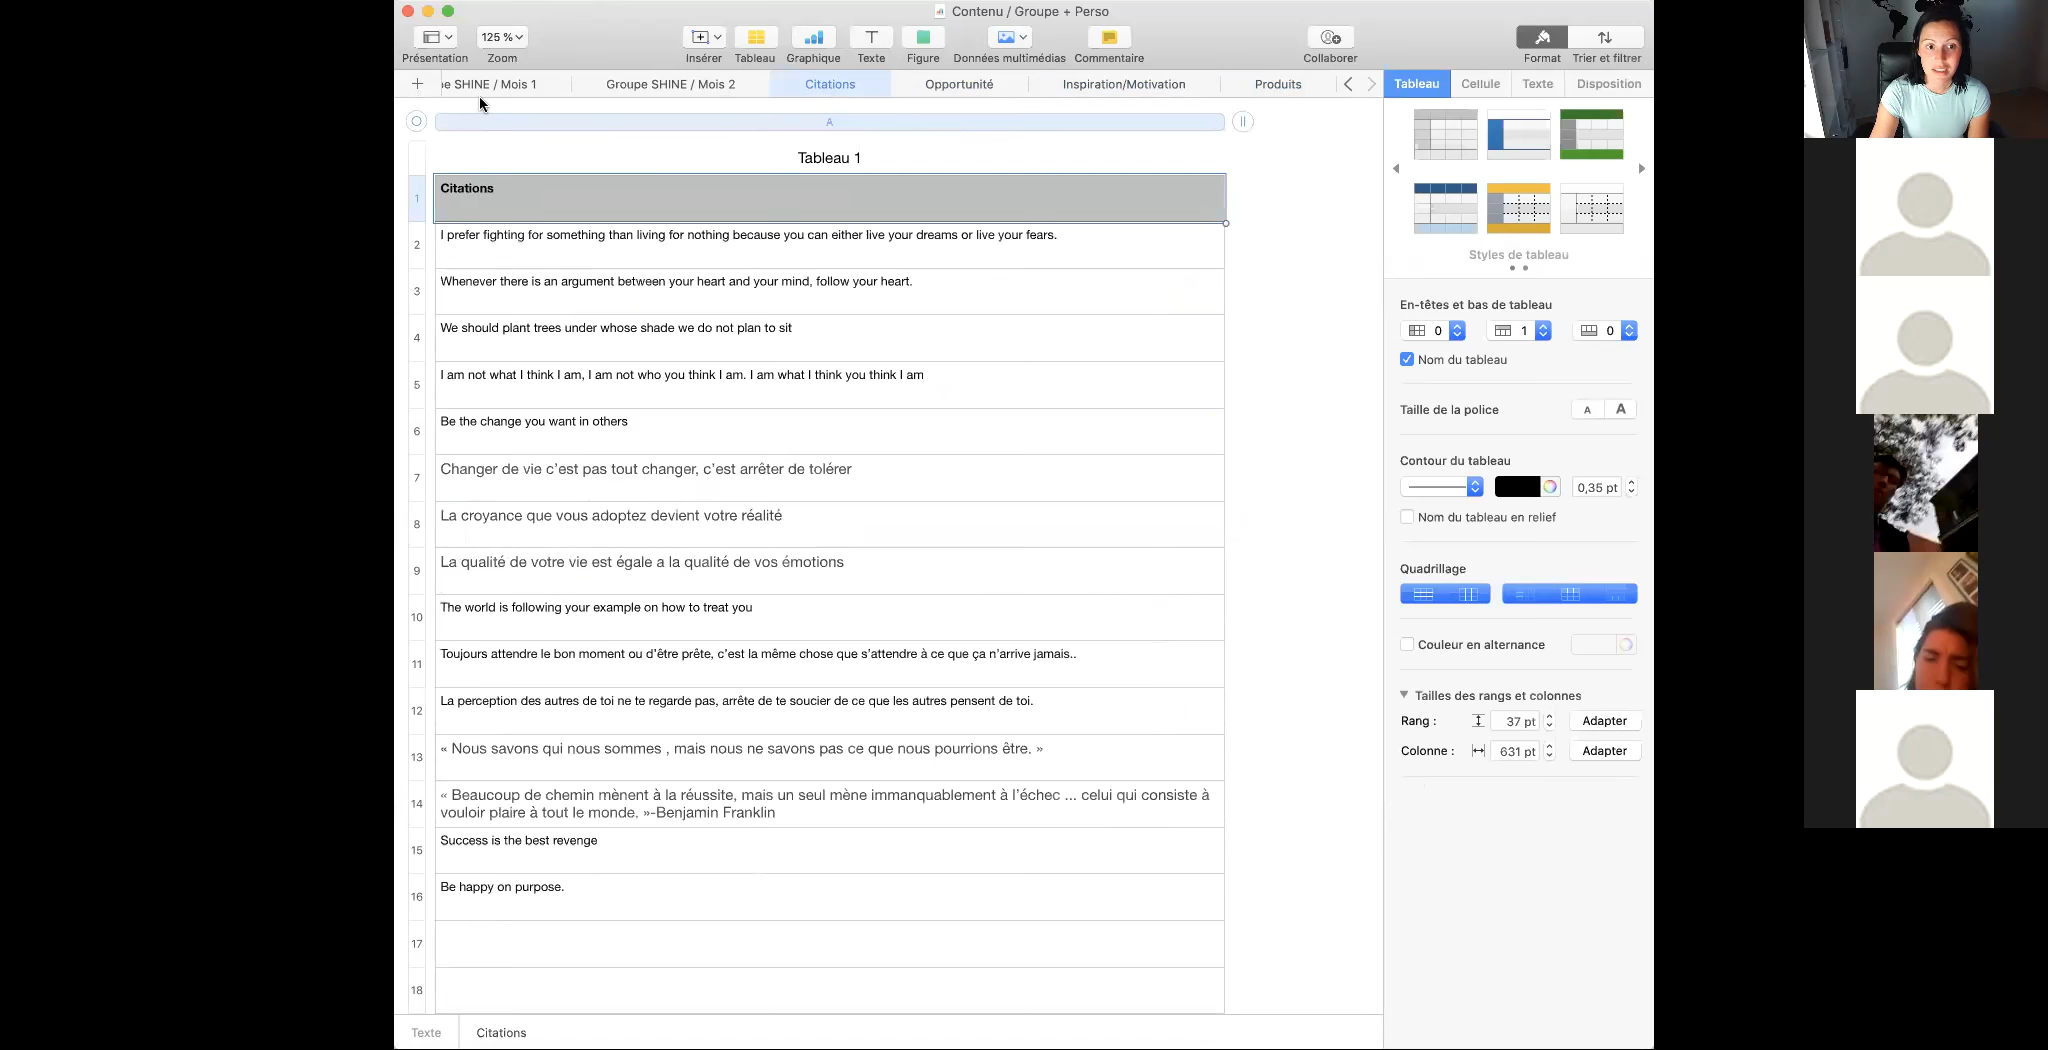 Contenu / Groupe + Perso
125 %
Présentation
Zoom
Insérer
Tableau
Graphique
Texte
Figure
Données multimédias
Commentaire
Collaborer
Format
Trier et filtrer
SHINE / Mois 1
Groupe SHINE / Mois 2
Citations
Opportunité
Inspiration/Motivation
Produits
Tableau
Cellule
Texte
Disposition
A
Tableau 1
1 Citations
2 I prefer fighting for something than living for nothing because you can either live your dreams or live your fears.
3 Whenever there is an argument between your heart and your mind, follow your heart.
4 We should plant trees under whose shade we do not plan to sit
5 I am not what I think I am, I am not who you think I am. I am what I think you think I am
6 Be the change you want in others
7 Changer de vie c’est pas tout changer, c’est arrêter de tolérer
8 La croyance que vous adoptez devient votre réalité
9 La qualité de votre vie est égale a la qualité de vos émotions
10 The world is following your example on how to treat you
11 Toujours attendre le bon moment ou d’être prête, c’est la même chose que s’attendre à ce que ça n’arrive jamais..
12 La perception des autres de toi ne te regarde pas, arrête de te soucier de ce que les autres pensent de toi.
13 « Nous savons qui nous sommes , mais nous ne savons pas ce que nous pourrions être. »
14 « Beaucoup de chemin mènent à la réussite, mais un seul mène immanquablement à l’échec ... celui qui consiste à
vouloir plaire à tout le monde. »-Benjamin Franklin
15 Success is the best revenge
16 Be happy on purpose.
17
18
Texte
Citations
Styles de tableau
En-têtes et bas de tableau
0
1
0
Nom du tableau
Taille de la police
A
A
Contour du tableau
0,35 pt
Nom du tableau en relief
Quadrillage
Couleur en alternance
Tailles des rangs et colonnes
Rang : 37 pt Adapter
Colonne : 631 pt Adapter